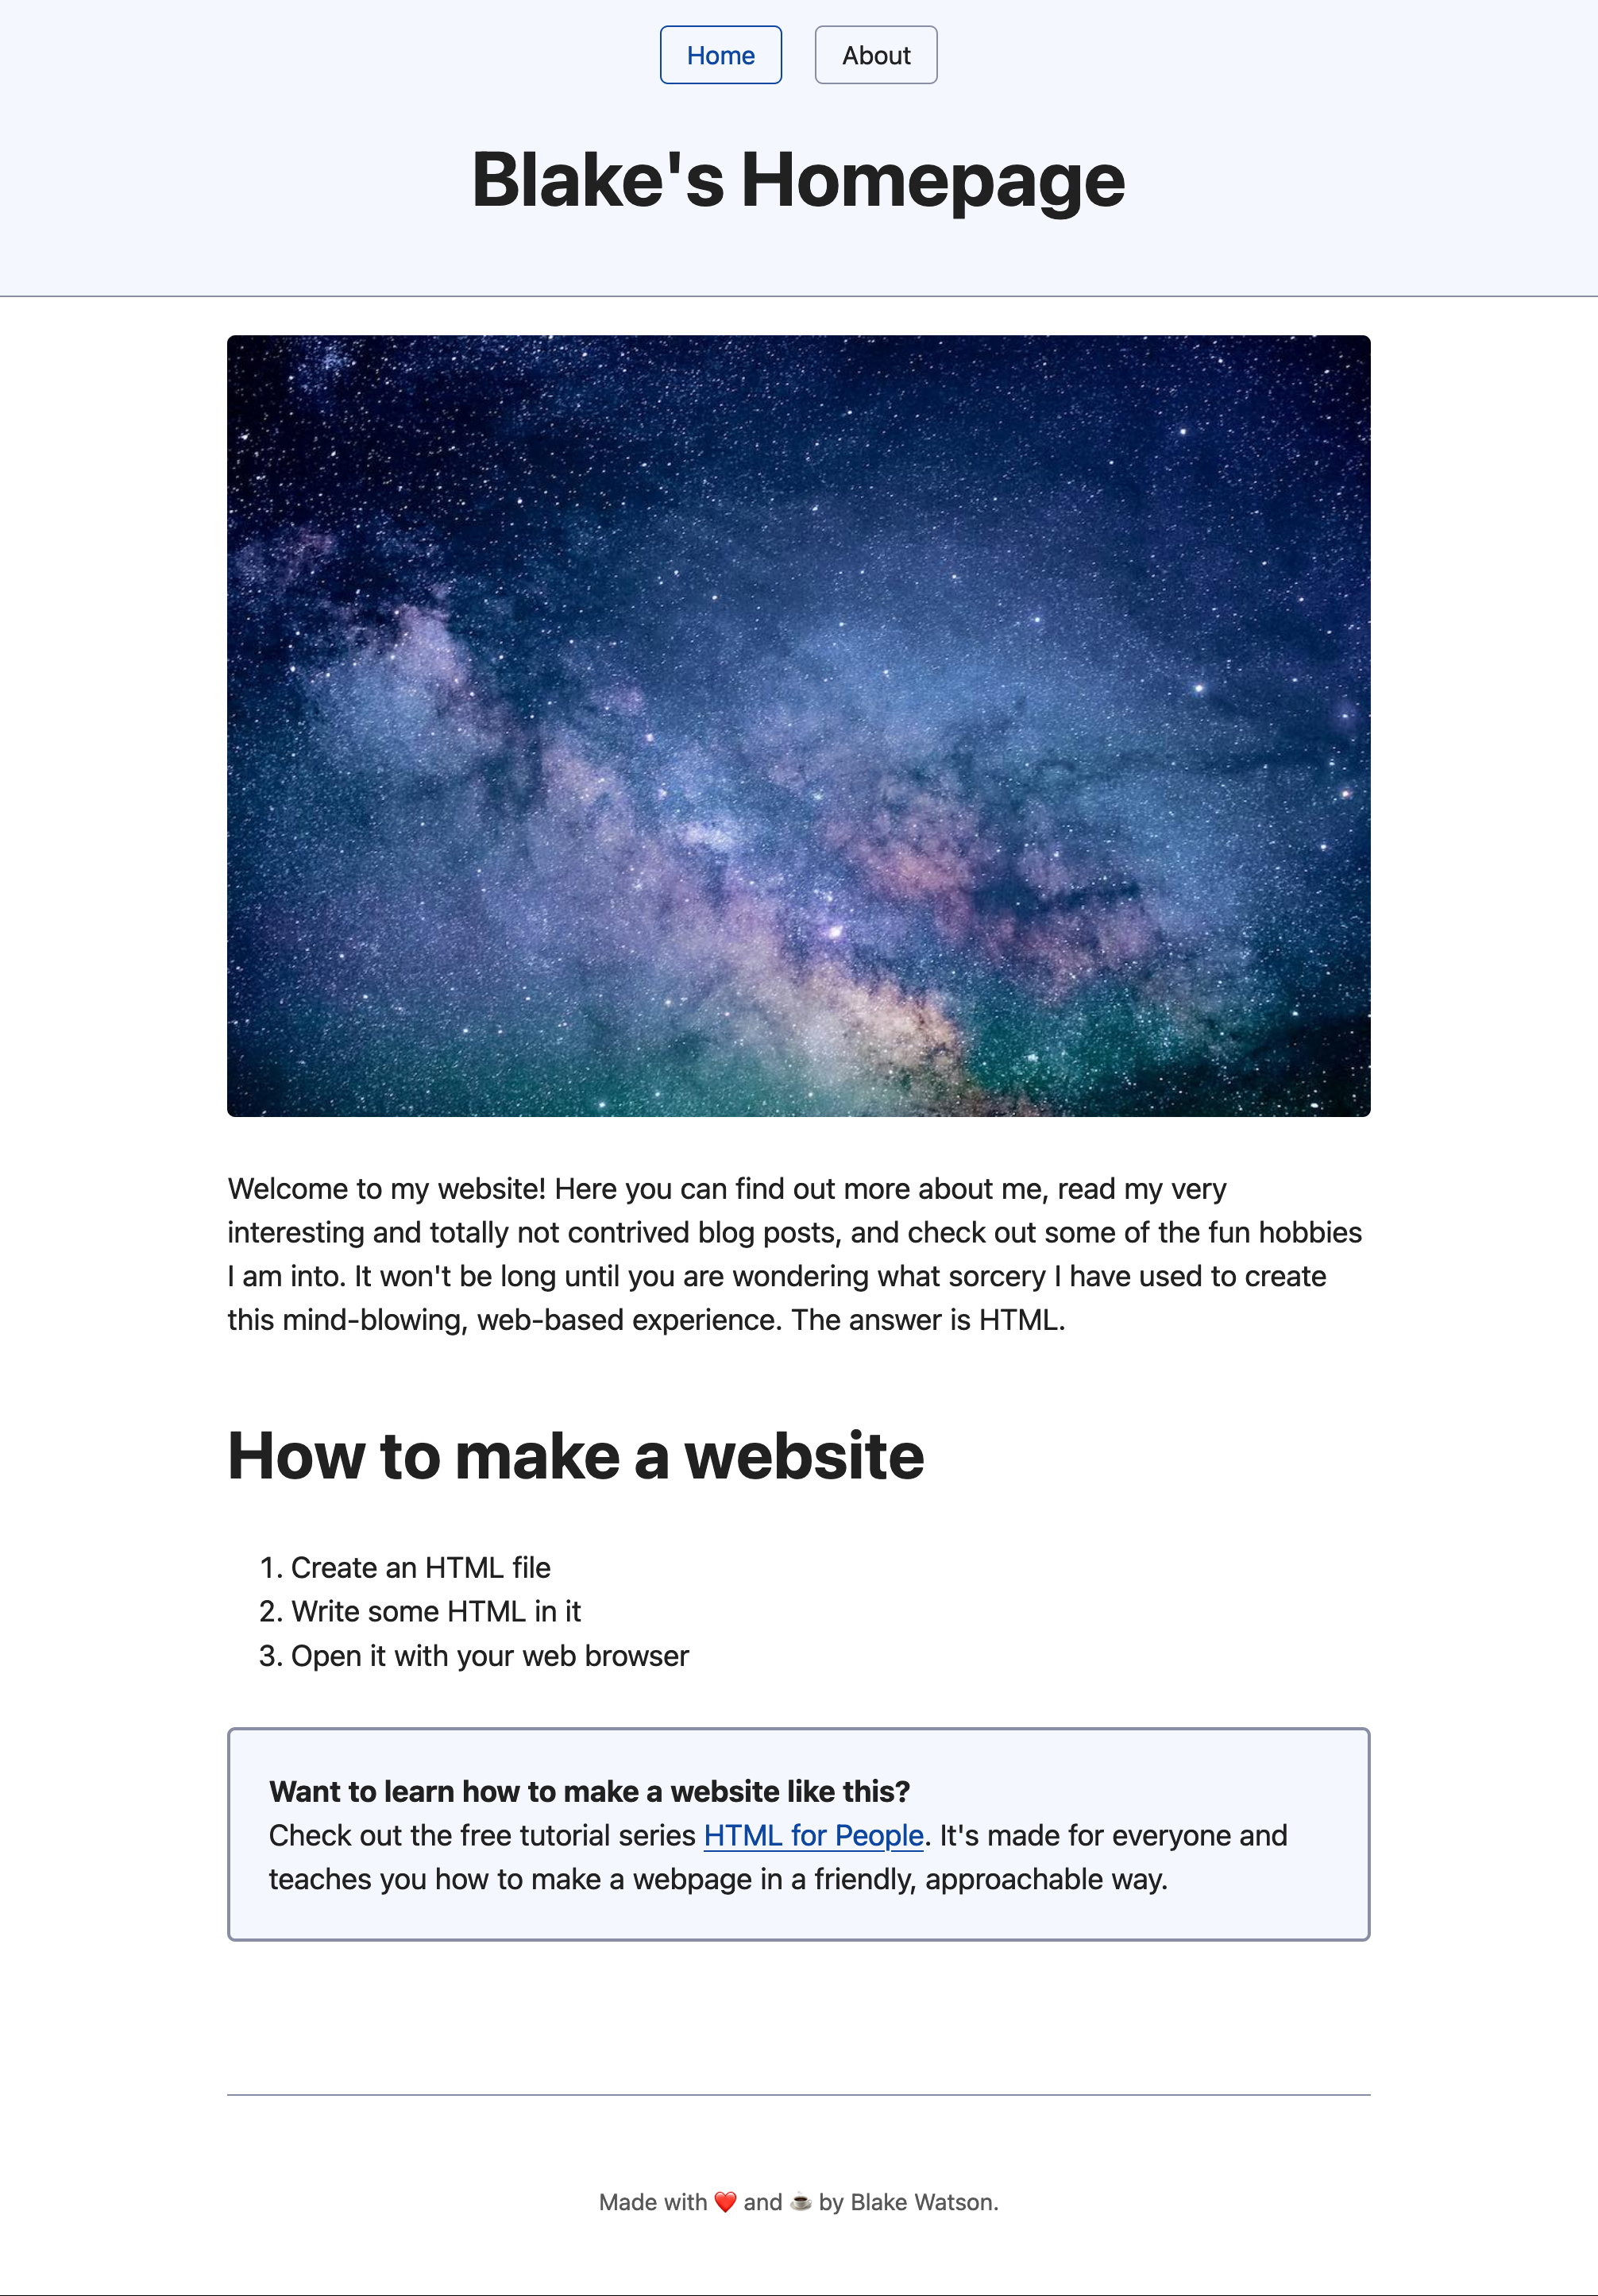 Home About
Blake's Homepage
Welcome to my website! Here you can find out more about me, read my very
interesting and totally not contrived blog posts, and check out some of the fun hobbies
I am into. It won't be long until you are wondering what sorcery I have used to create
this mind-blowing, web-based experience. The answer is HTML.
How to make a website
1. Create an HTML file
2. Write some HTML in it
3. Open it with your web browser
Want to learn how to make a website like this?
Check out the free tutorial series HTML for People. It's made for everyone and
teaches you how to make a webpage in a friendly, approachable way.
Made with ❤️ and ☕ by Blake Watson.